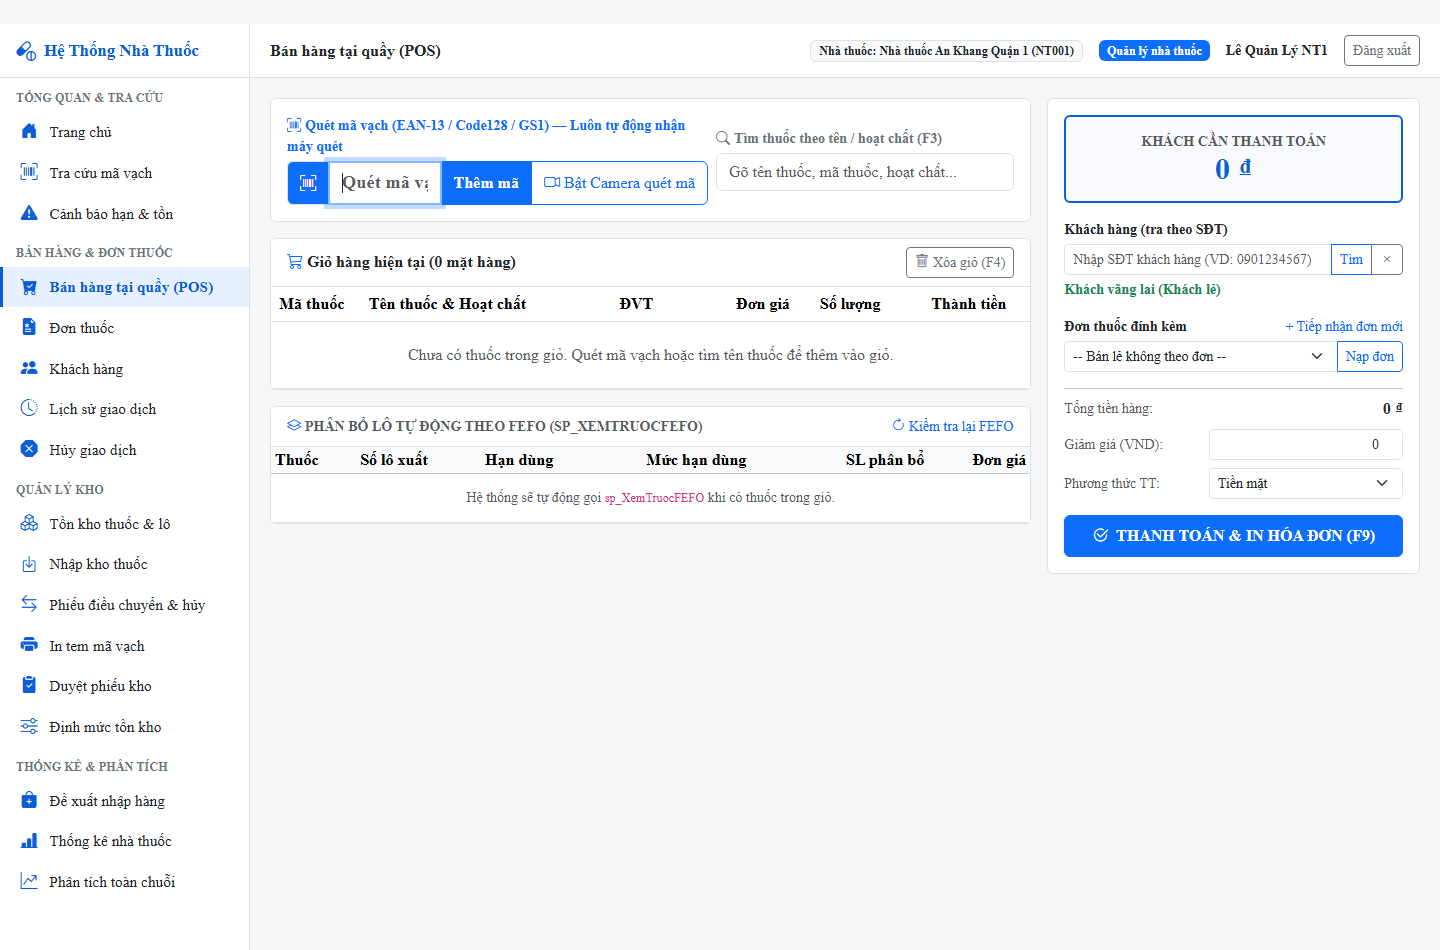 Hệ Thống Nhà Thuốc
Bán hàng tại quầy (POS)
Nhà thuốc: Nhà thuốc An Khang Quận 1 (NT001)
Quản lý nhà thuốc
Lê Quản Lý NT1
Đăng xuất
TỔNG QUAN & TRA CỨU
Trang chủ
Tra cứu mã vạch
Cảnh báo hạn & tồn
BÁN HÀNG & ĐƠN THUỐC
Bán hàng tại quầy (POS)
Đơn thuốc
Khách hàng
Lịch sử giao dịch
Hủy giao dịch
QUẢN LÝ KHO
Tồn kho thuốc & lô
Nhập kho thuốc
Phiếu điều chuyển & hủy
In tem mã vạch
Duyệt phiếu kho
Định mức tồn kho
THỐNG KÊ & PHÂN TÍCH
Đề xuất nhập hàng
Thống kê nhà thuốc
Phân tích toàn chuỗi
Quét mã vạch (EAN-13 / Code128 / GS1) — Luôn tự động nhận
máy quét
Quét mã vạ
Thêm mã
Bật Camera quét mã
Tìm thuốc theo tên / hoạt chất (F3)
Gõ tên thuốc, mã thuốc, hoạt chất...
Giỏ hàng hiện tại (0 mặt hàng)
Xóa giỏ (F4)
Mã thuốc Tên thuốc & Hoạt chất ĐVT Đơn giá Số lượng Thành tiền
Chưa có thuốc trong giỏ. Quét mã vạch hoặc tìm tên thuốc để thêm vào giỏ.
PHÂN BỔ LÔ TỰ ĐỘNG THEO FEFO (SP_XEMTRUOCFEFO)
Kiểm tra lại FEFO
Thuốc Số lô xuất Hạn dùng Mức hạn dùng SL phân bổ Đơn giá
Hệ thống sẽ tự động gọi sp_XemTruocFEFO khi có thuốc trong giỏ.
KHÁCH CẦN THANH TOÁN
0 đ
Khách hàng (tra theo SĐT)
Nhập SĐT khách hàng (VD: 0901234567)
Tìm
×
Khách vãng lai (Khách lẻ)
Đơn thuốc đính kèm
+ Tiếp nhận đơn mới
-- Bán lẻ không theo đơn --
Nạp đơn
Tổng tiền hàng: 0 đ
Giảm giá (VND): 0
Phương thức TT: Tiền mặt
THANH TOÁN & IN HÓA ĐƠN (F9)